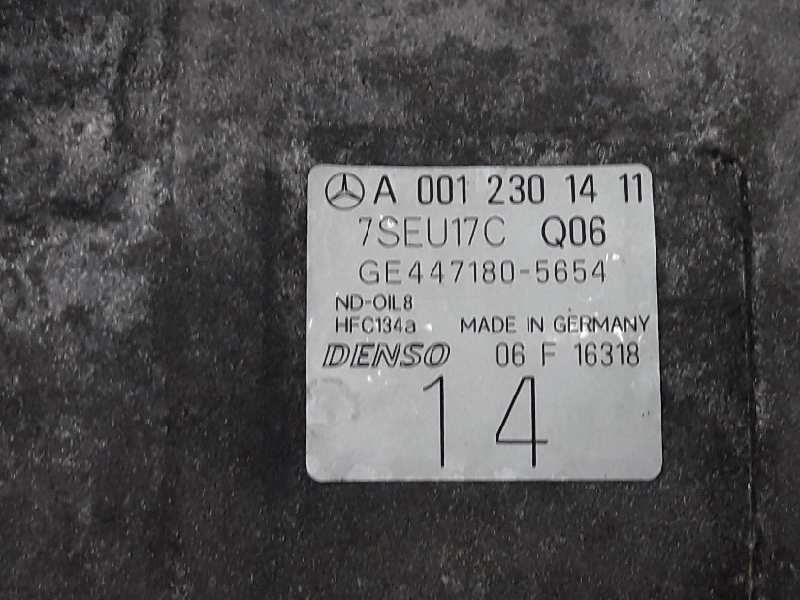 A 001 230 14 11
7SEU17C Q06
GE447180-5654
ND-OIL8
HFC134a MADE IN GERMANY
DENSO 06 F 16318
14